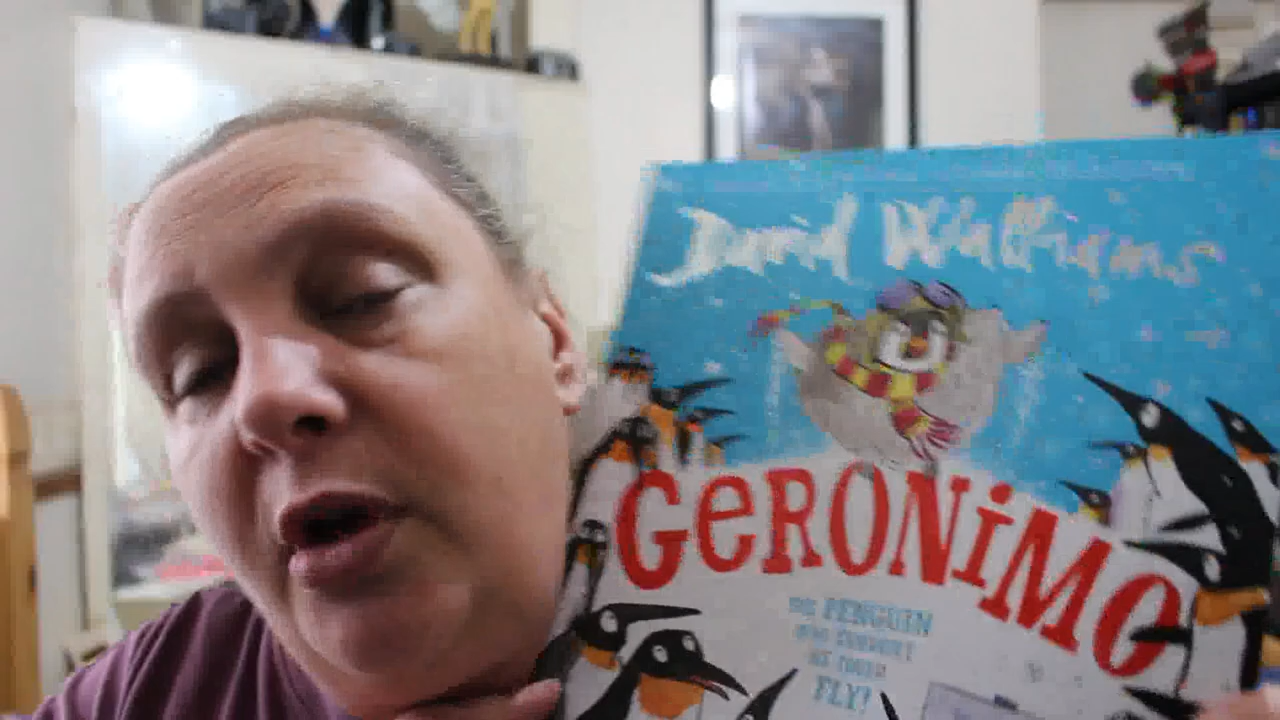 David Walliams
GERONIMO
THE PENGUIN
WHO THOUGHT
HE COULD
FLY!